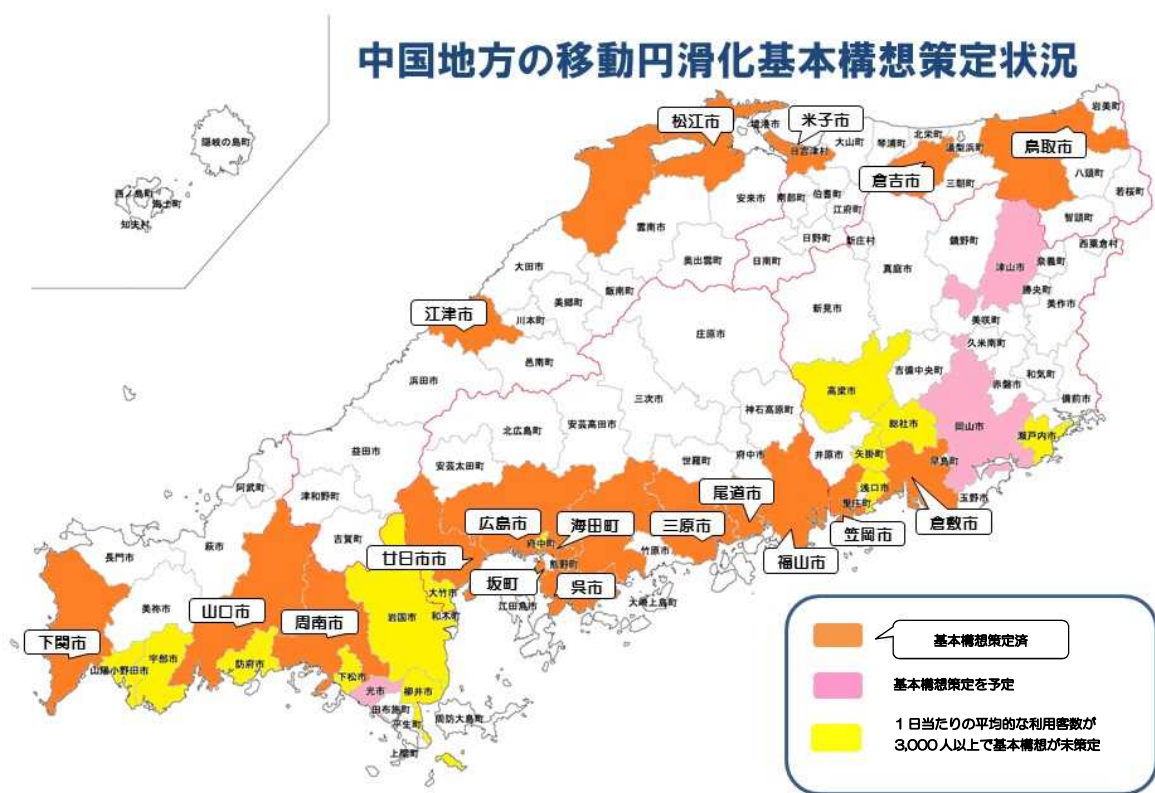 中国地方の移動円滑化基本構想策定状況
隠岐の島町
西ノ島町
海士町
知夫村
松江市
境港市
米子市
日吉津村
大山町
琴浦町
北栄町
湯梨浜町
鳥取市
岩美町
倉吉市
三朝町
八頭町
若桜町
智頭町
安来市
南部町
伯耆町
江府町
日野町
日南町
新庄村
雲南市
奥出雲町
飯南町
大田市
美郷町
川本町
江津市
邑南町
浜田市
益田市
津和野町
吉賀町
真庭市
鏡野町
津山市
奈義町
西粟倉村
勝央町
美作市
美咲町
久米南町
新見市
高梁市
吉備中央町
赤磐市
和気町
備前市
岡山市
瀬戸内市
総社市
矢掛町
井原市
早島町
浅口市
里庄町
玉野市
倉敷市
笠岡市
庄原市
三次市
神石高原町
府中市
世羅町
安芸高田市
北広島町
安芸太田町
尾道市
福山市
三原市
海田町
広島市
府中町
廿日市市
熊野町
竹原市
坂町
呉市
江田島市
大崎上島町
大竹市
和木町
岩国市
阿武町
萩市
長門市
美祢市
下関市
山口市
周南市
山陽小野田市
宇部市
防府市
下松市
光市
柳井市
田布施町
平生町
周防大島町
上関町
基本構想策定済
基本構想策定を予定
1日当たりの平均的な利用客数が
3,000人以上で基本構想が未策定